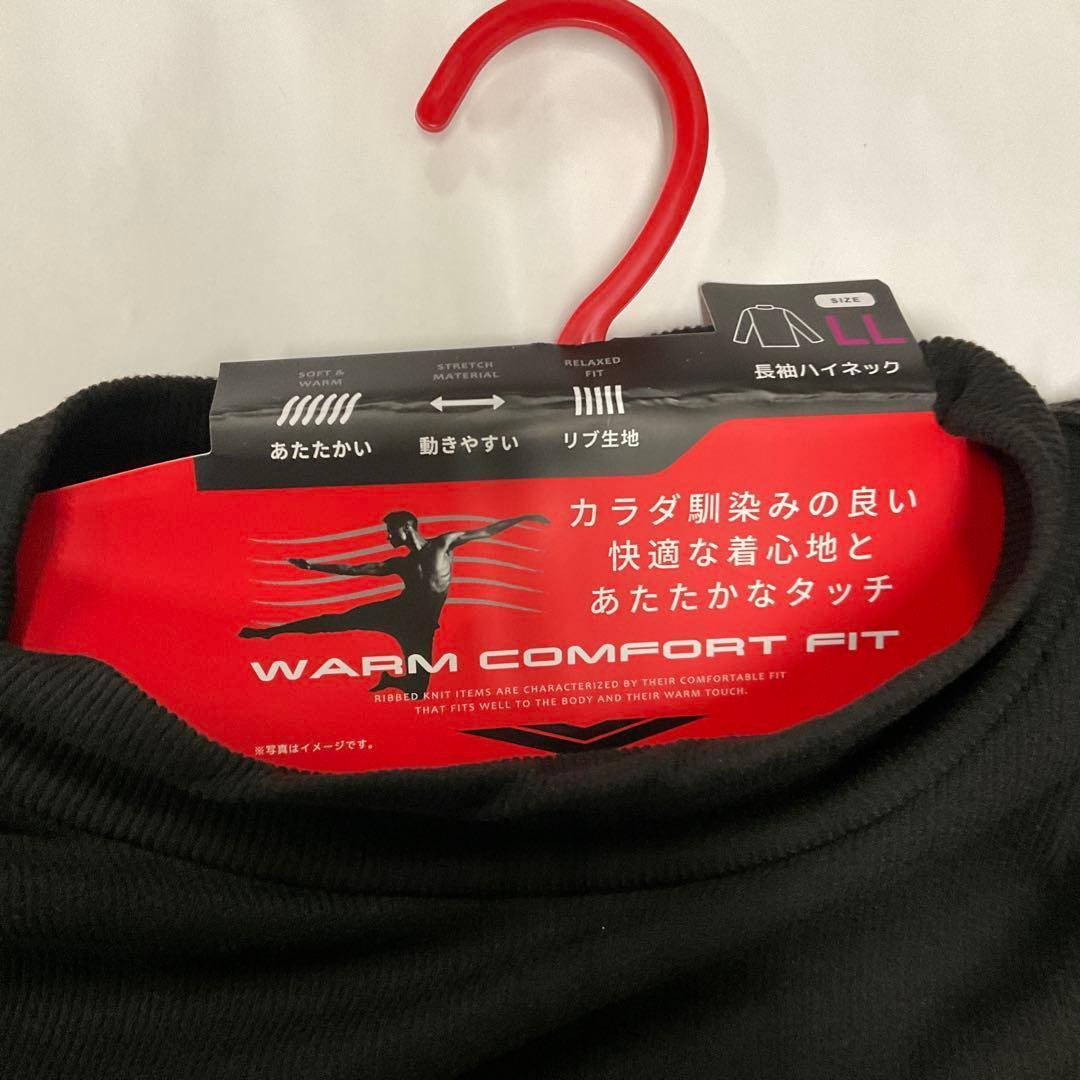 SIZE
LL
長袖ハイネック
SOFT &
WARM
あたたかい
STRETCH
MATERIAL
動きやすい
RELAXED
FIT
リブ生地
カラダ馴染みの良い
快適な着心地と
あたたかなタッチ
WARM COMFORT FIT
RIBBED KNIT ITEMS ARE CHARACTERIZED BY THEIR COMFORTABLE FIT
THAT FITS WELL TO THE BODY AND THEIR WARM TOUCH.
※写真はイメージです。